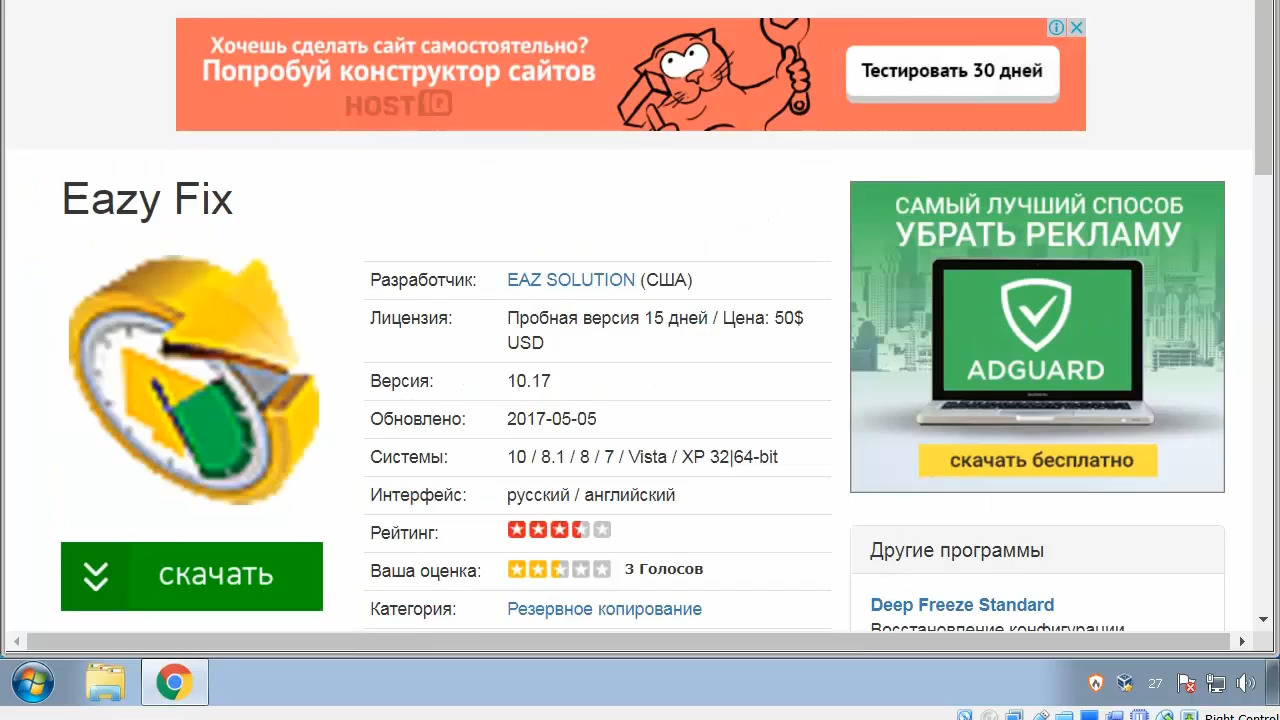 Хочешь сделать сайт самостоятельно?
Попробуй конструктор сайтов
HOST
Тестировать 30 дней
Eazy Fix
Разработчик: EAZ SOLUTION (США)
Лицензия: Пробная версия 15 дней / Цена: 50$
USD
Версия: 10.17
Обновлено: 2017-05-05
Системы: 10 / 8.1 / 8 / 7 / Vista / XP 32|64-bit
Интерфейс: русский / английский
Рейтинг:
Ваша оценка: 3 Голосов
Категория: Резервное копирование
скачать
САМЫЙ ЛУЧШИЙ СПОСОБ
УБРАТЬ РЕКЛАМУ
ADGUARD
скачать бесплатно
Другие программы
Deep Freeze Standard
Восстановление конфигурации
27
Right Control